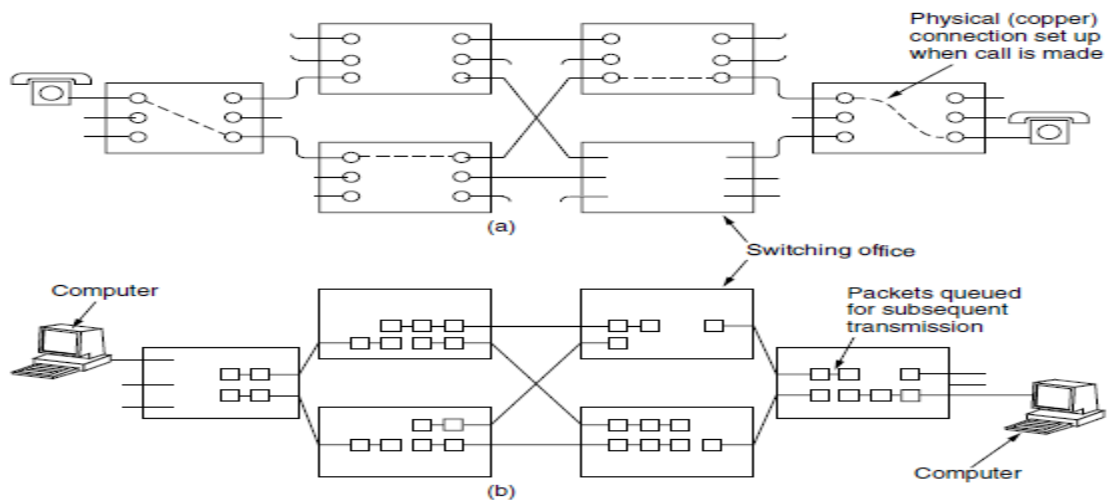 Physical (copper)
connection set up
when call is made
(a)
Switching office
Computer
Packets queued
for subsequent
transmission
Computer
(b)